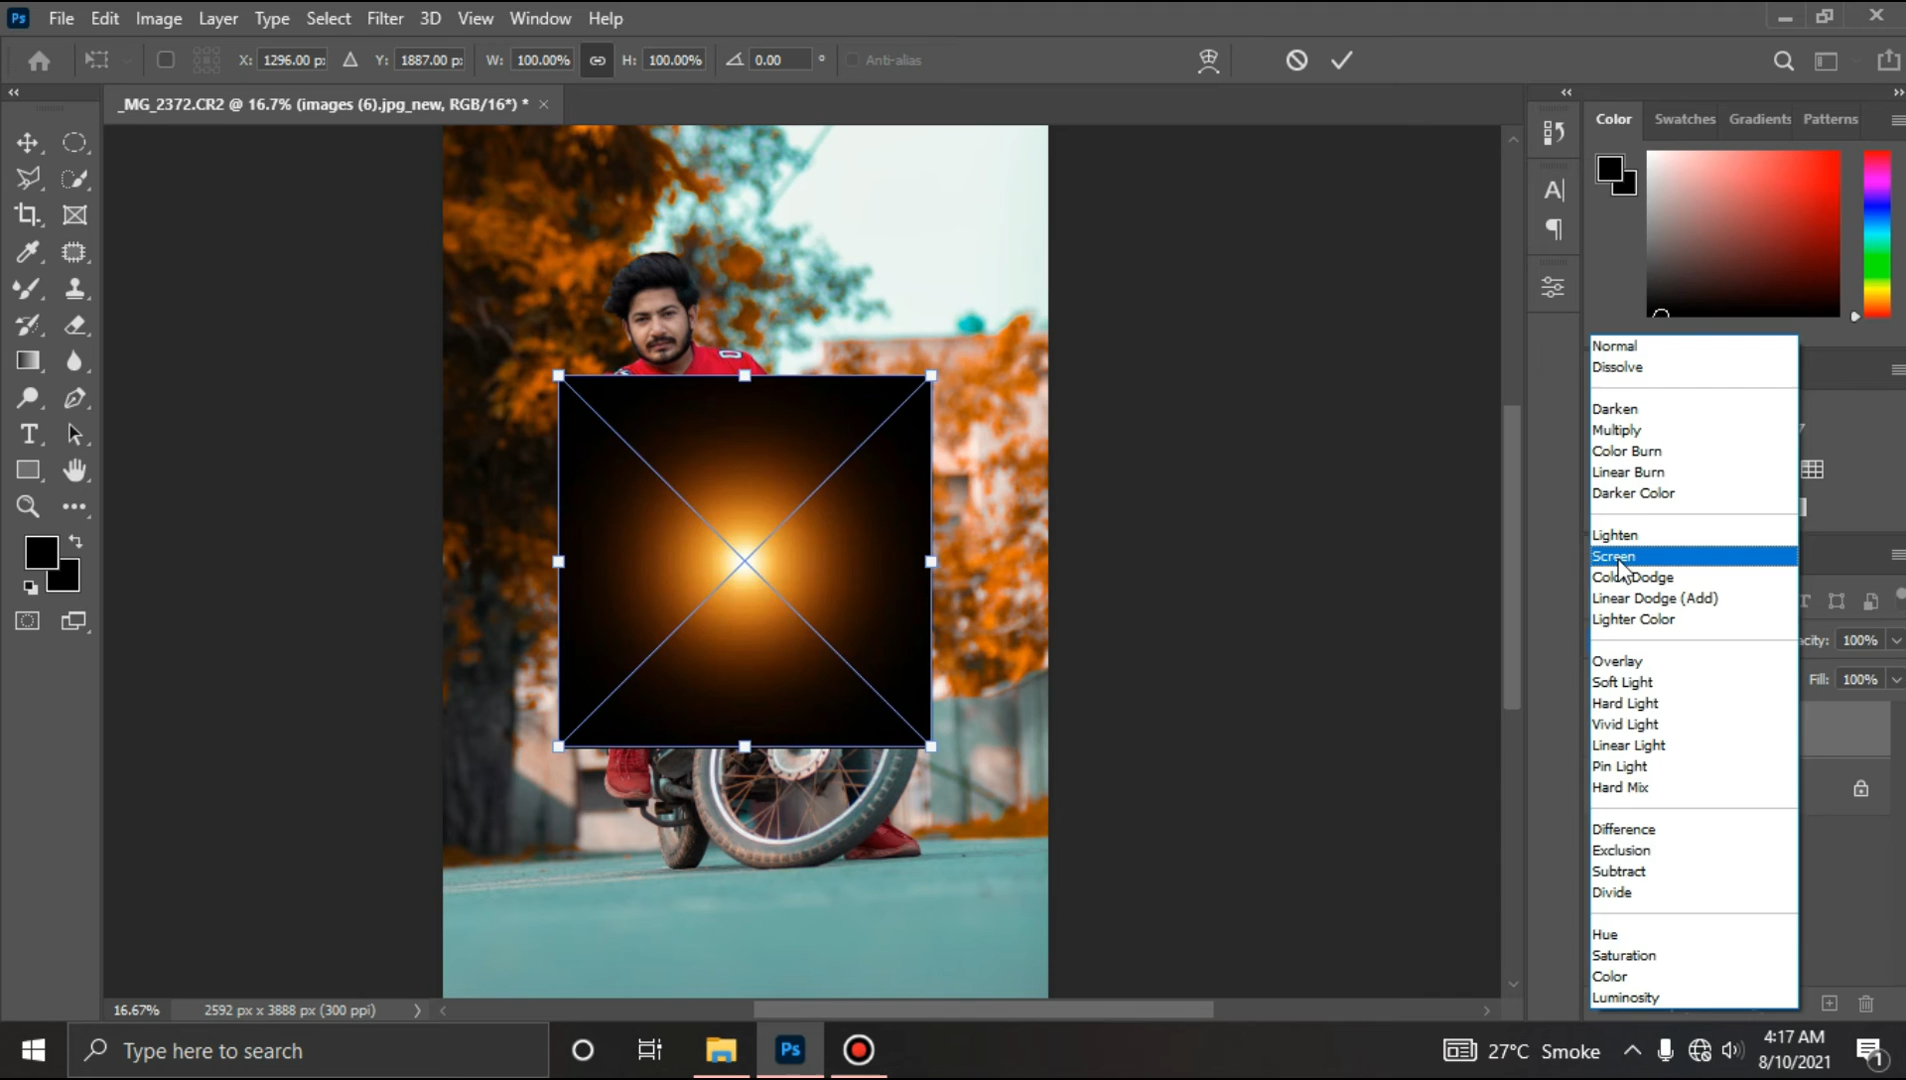 Ps File Edit Image Layer Type Select Filter 3D View Window Help
X: 1296.00 p: Y: 1887.00 p: W: 100.00% H: 100.00% 0.00 ° Anti-alias
_MG_2372.CR2 @ 16.7% (images (6).jpg_new, RGB/16*) * ×
Color Swatches Gradients Patterns
Normal
Dissolve
Darken
Multiply
Color Burn
Linear Burn
Darker Color
Lighten
Screen
Color Dodge
Linear Dodge (Add)
Lighter Color
acity: 100%
Overlay
Soft Light
Fill: 100%
Hard Light
Vivid Light
Linear Light
Pin Light
Hard Mix
Difference
Exclusion
Subtract
Divide
Hue
Saturation
Color
Luminosity
16.67% 2592 px x 3888 px (300 ppi)
Type here to search
Ps
27°C Smoke
4:17 AM
8/10/2021
1